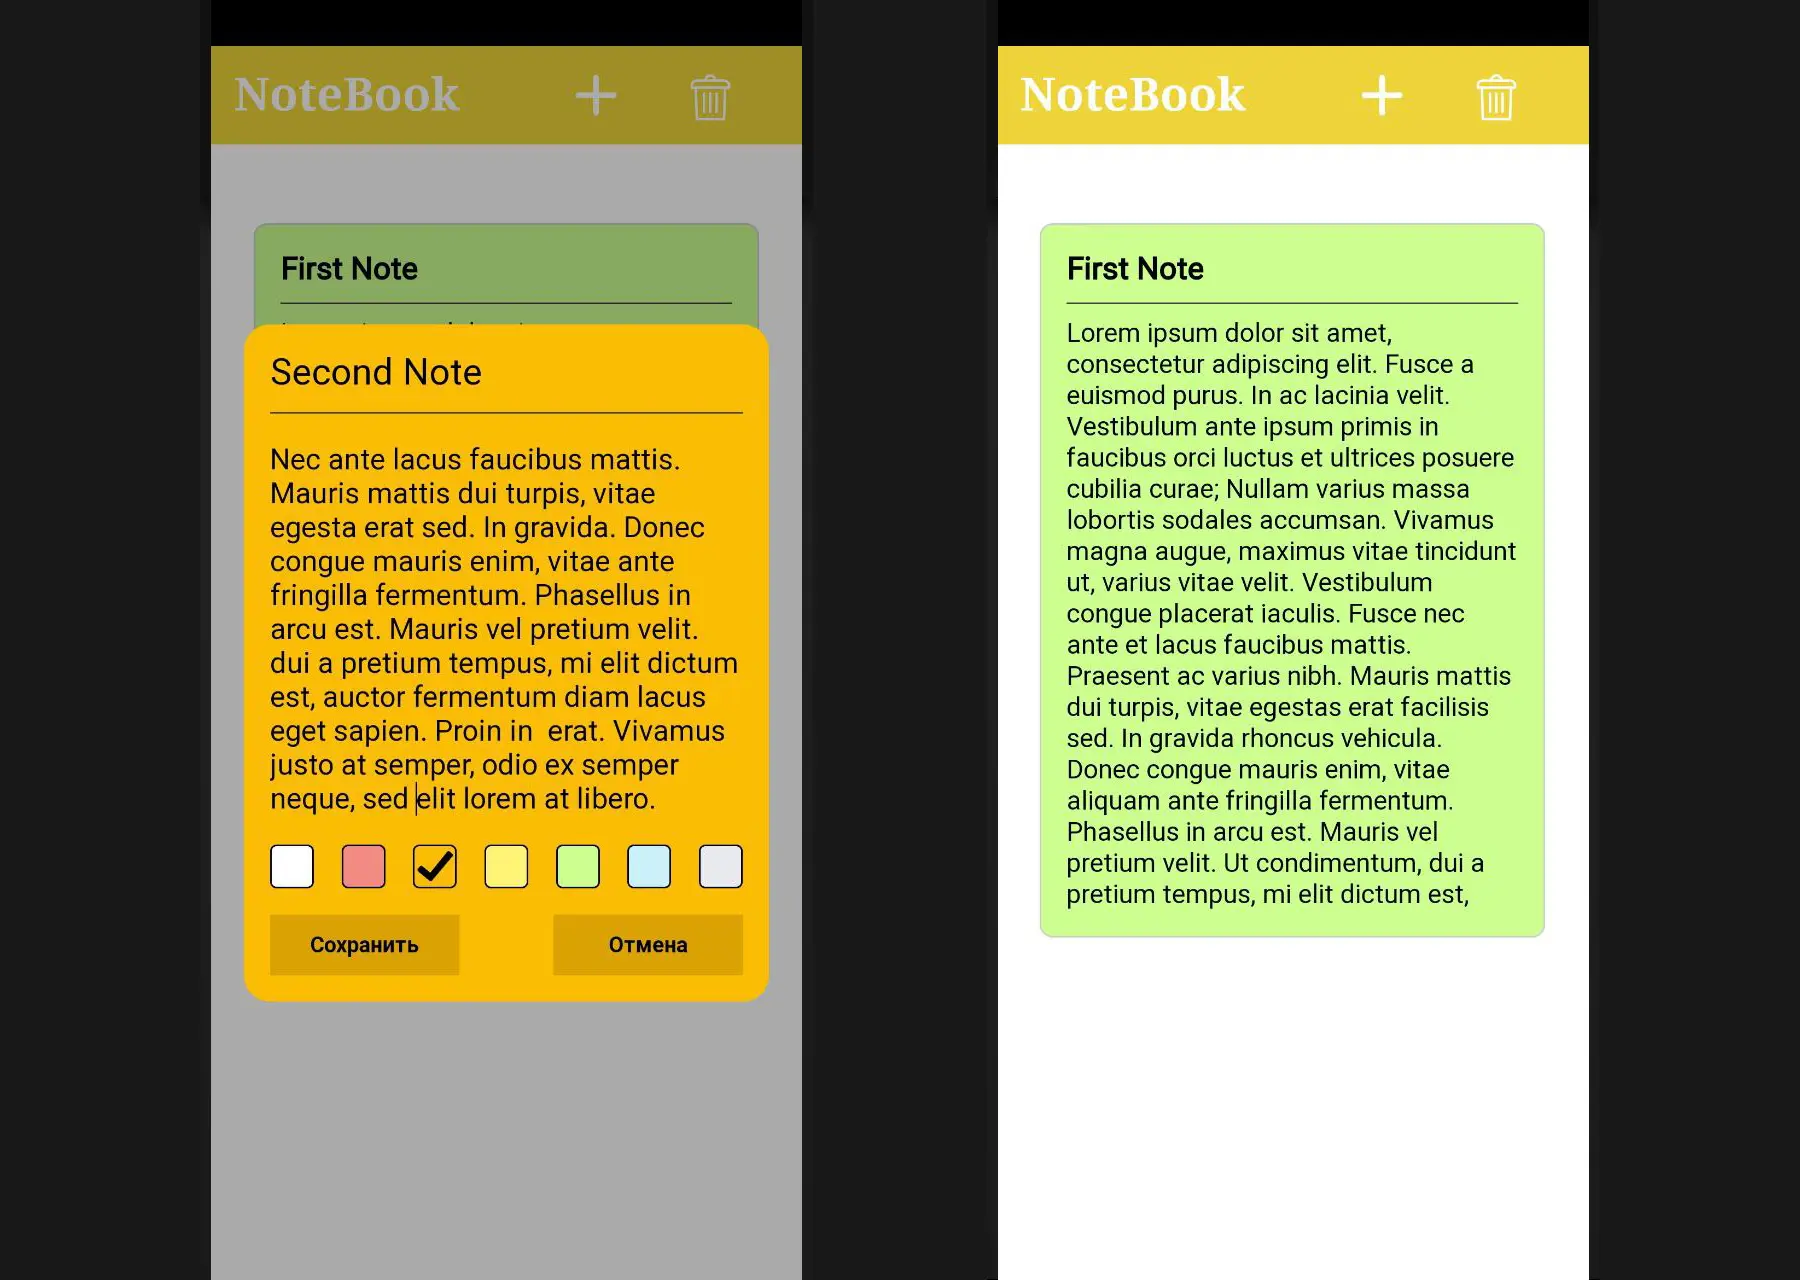 NoteBook
First Note
Second Note
Nec ante lacus faucibus mattis.
Mauris mattis dui turpis, vitae
egesta erat sed. In gravida. Donec
congue mauris enim, vitae ante
fringilla fermentum. Phasellus in
arcu est. Mauris vel pretium velit.
dui a pretium tempus, mi elit dictum
est, auctor fermentum diam lacus
eget sapien. Proin in  erat. Vivamus
justo at semper, odio ex semper
neque, sed elit lorem at libero.
Сохранить
Отмена
NoteBook
First Note
Lorem ipsum dolor sit amet,
consectetur adipiscing elit. Fusce a
euismod purus. In ac lacinia velit.
Vestibulum ante ipsum primis in
faucibus orci luctus et ultrices posuere
cubilia curae; Nullam varius massa
lobortis sodales accumsan. Vivamus
magna augue, maximus vitae tincidunt
ut, varius vitae velit. Vestibulum
congue placerat iaculis. Fusce nec
ante et lacus faucibus mattis.
Praesent ac varius nibh. Mauris mattis
dui turpis, vitae egestas erat facilisis
sed. In gravida rhoncus vehicula.
Donec congue mauris enim, vitae
aliquam ante fringilla fermentum.
Phasellus in arcu est. Mauris vel
pretium velit. Ut condimentum, dui a
pretium tempus, mi elit dictum est,